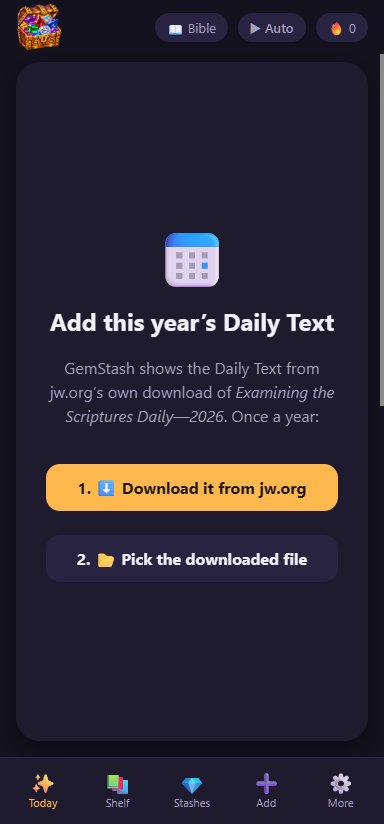 Bible
Auto
0
Add this year’s Daily Text
GemStash shows the Daily Text from
jw.org’s own download of Examining the
Scriptures Daily—2026. Once a year:
1. Download it from jw.org
2. Pick the downloaded file
Today
Shelf
Stashes
Add
More